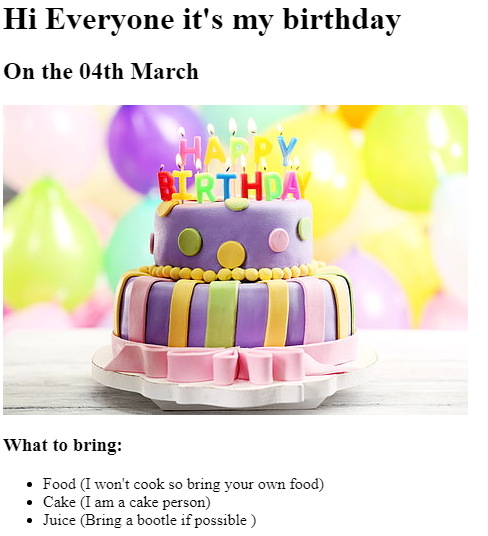 Hi Everyone it's my birthday
On the 04th March
HAPPY
BIRTHDAY
What to bring:
Food (I won't cook so bring your own food)
Cake (I am a cake person)
Juice (Bring a bootle if possible )